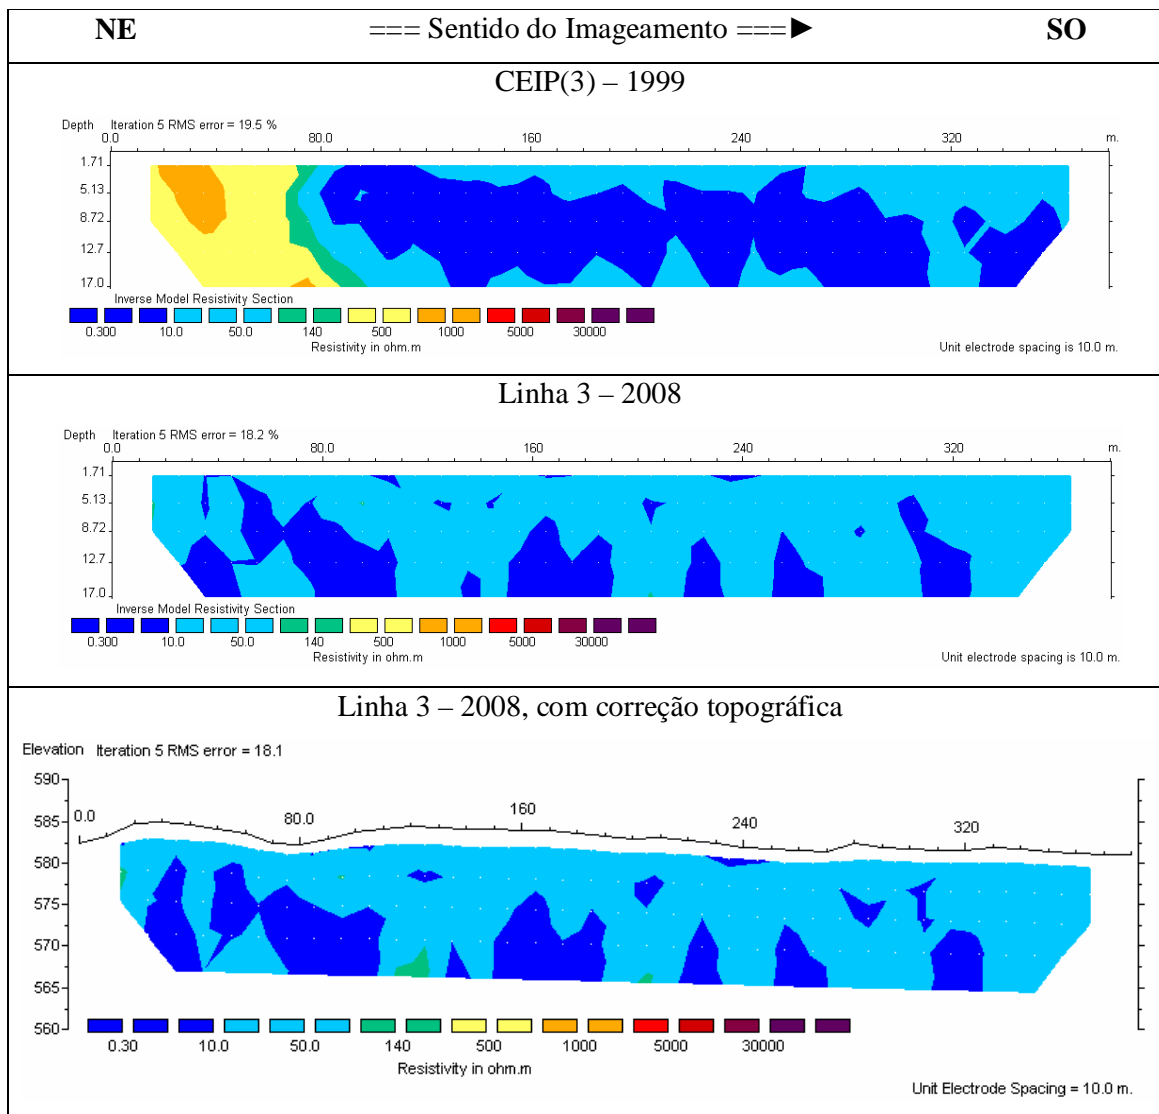 NE === Sentido do Imageamento ===► SO
CEIP(3) – 1999
Depth Iteration 5 RMS error = 19.5 %
0.0 80.0 160 240 320 m.
1.71
5.13
8.72
12.7
17.0
Inverse Model Resistivity Section
0.300 10.0 50.0 140 500 1000 5000 30000
Resistivity in ohm.m
Unit electrode spacing is 10.0 m.
Linha 3 – 2008
Depth Iteration 5 RMS error = 18.2 %
0.0 80.0 160 240 320 m.
1.71
5.13
8.72
12.7
17.0
Inverse Model Resistivity Section
0.300 10.0 50.0 140 500 1000 5000 30000
Resistivity in ohm.m
Unit electrode spacing is 10.0 m.
Linha 3 – 2008, com correção topográfica
Elevation Iteration 5 RMS error = 18.1
590
585
580
575
570
565
560
0.0 80.0 160 240 320
0.30 10.0 50.0 140 500 1000 5000 30000
Resistivity in ohm.m
Unit Electrode Spacing = 10.0 m.